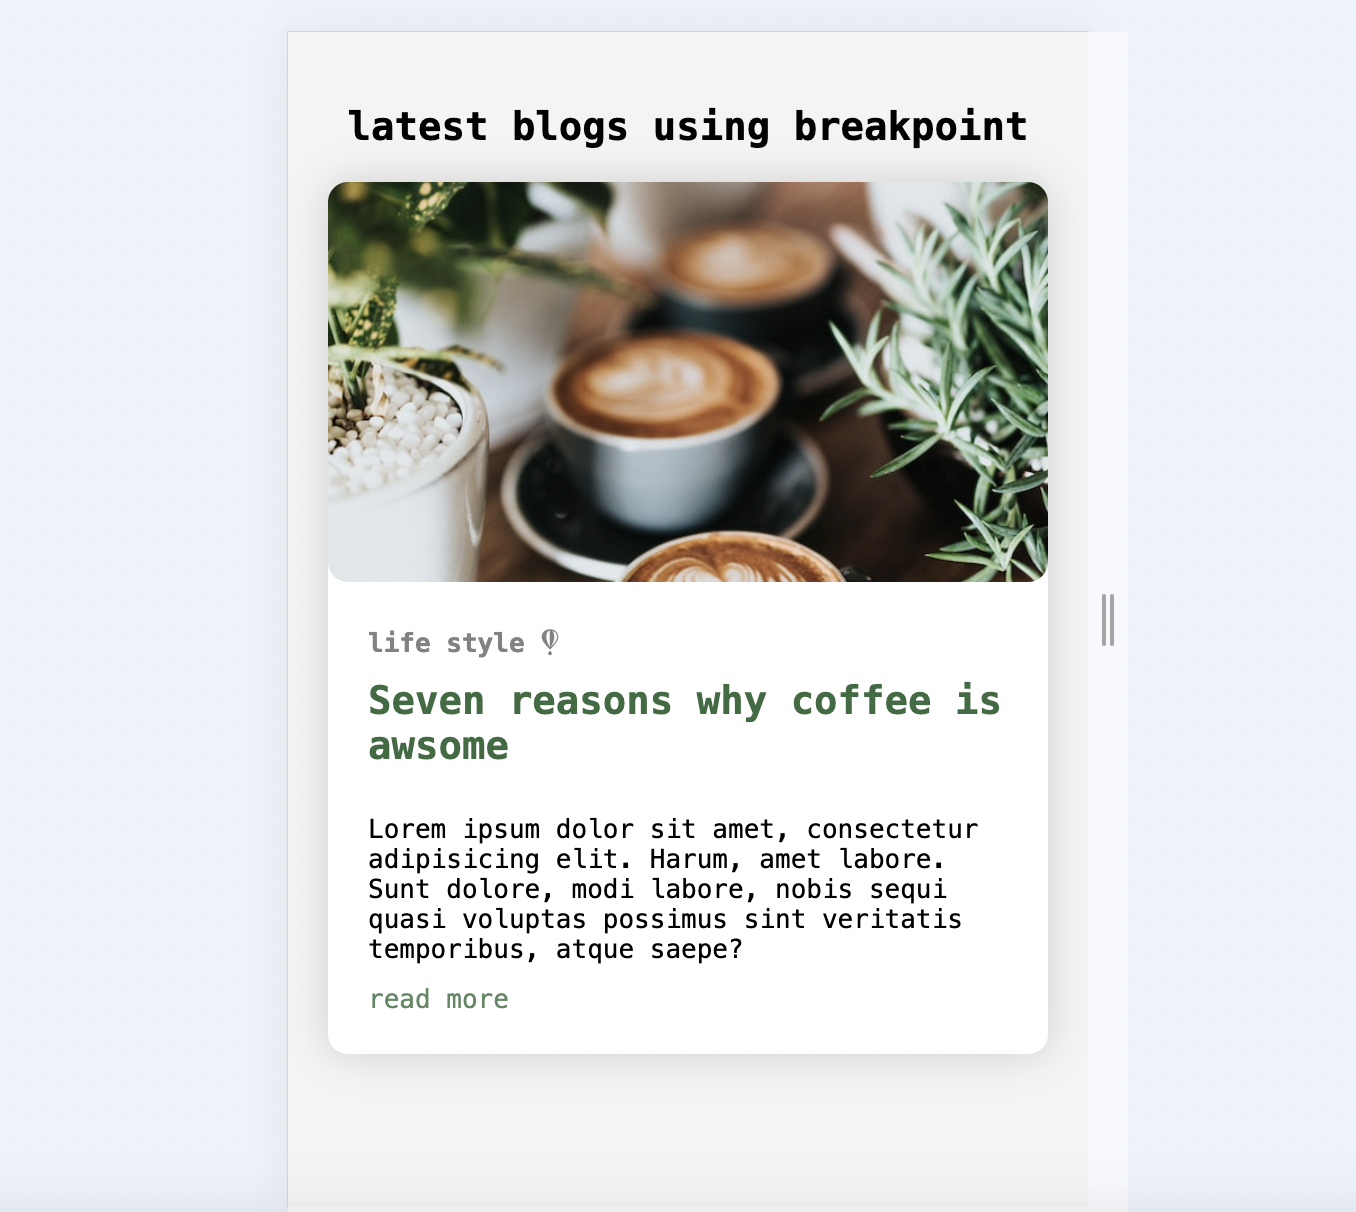 latest blogs using breakpoint
life style
Seven reasons why coffee is
awsome
Lorem ipsum dolor sit amet, consectetur
adipisicing elit. Harum, amet labore.
Sunt dolore, modi labore, nobis sequi
quasi voluptas possimus sint veritatis
temporibus, atque saepe?
read more